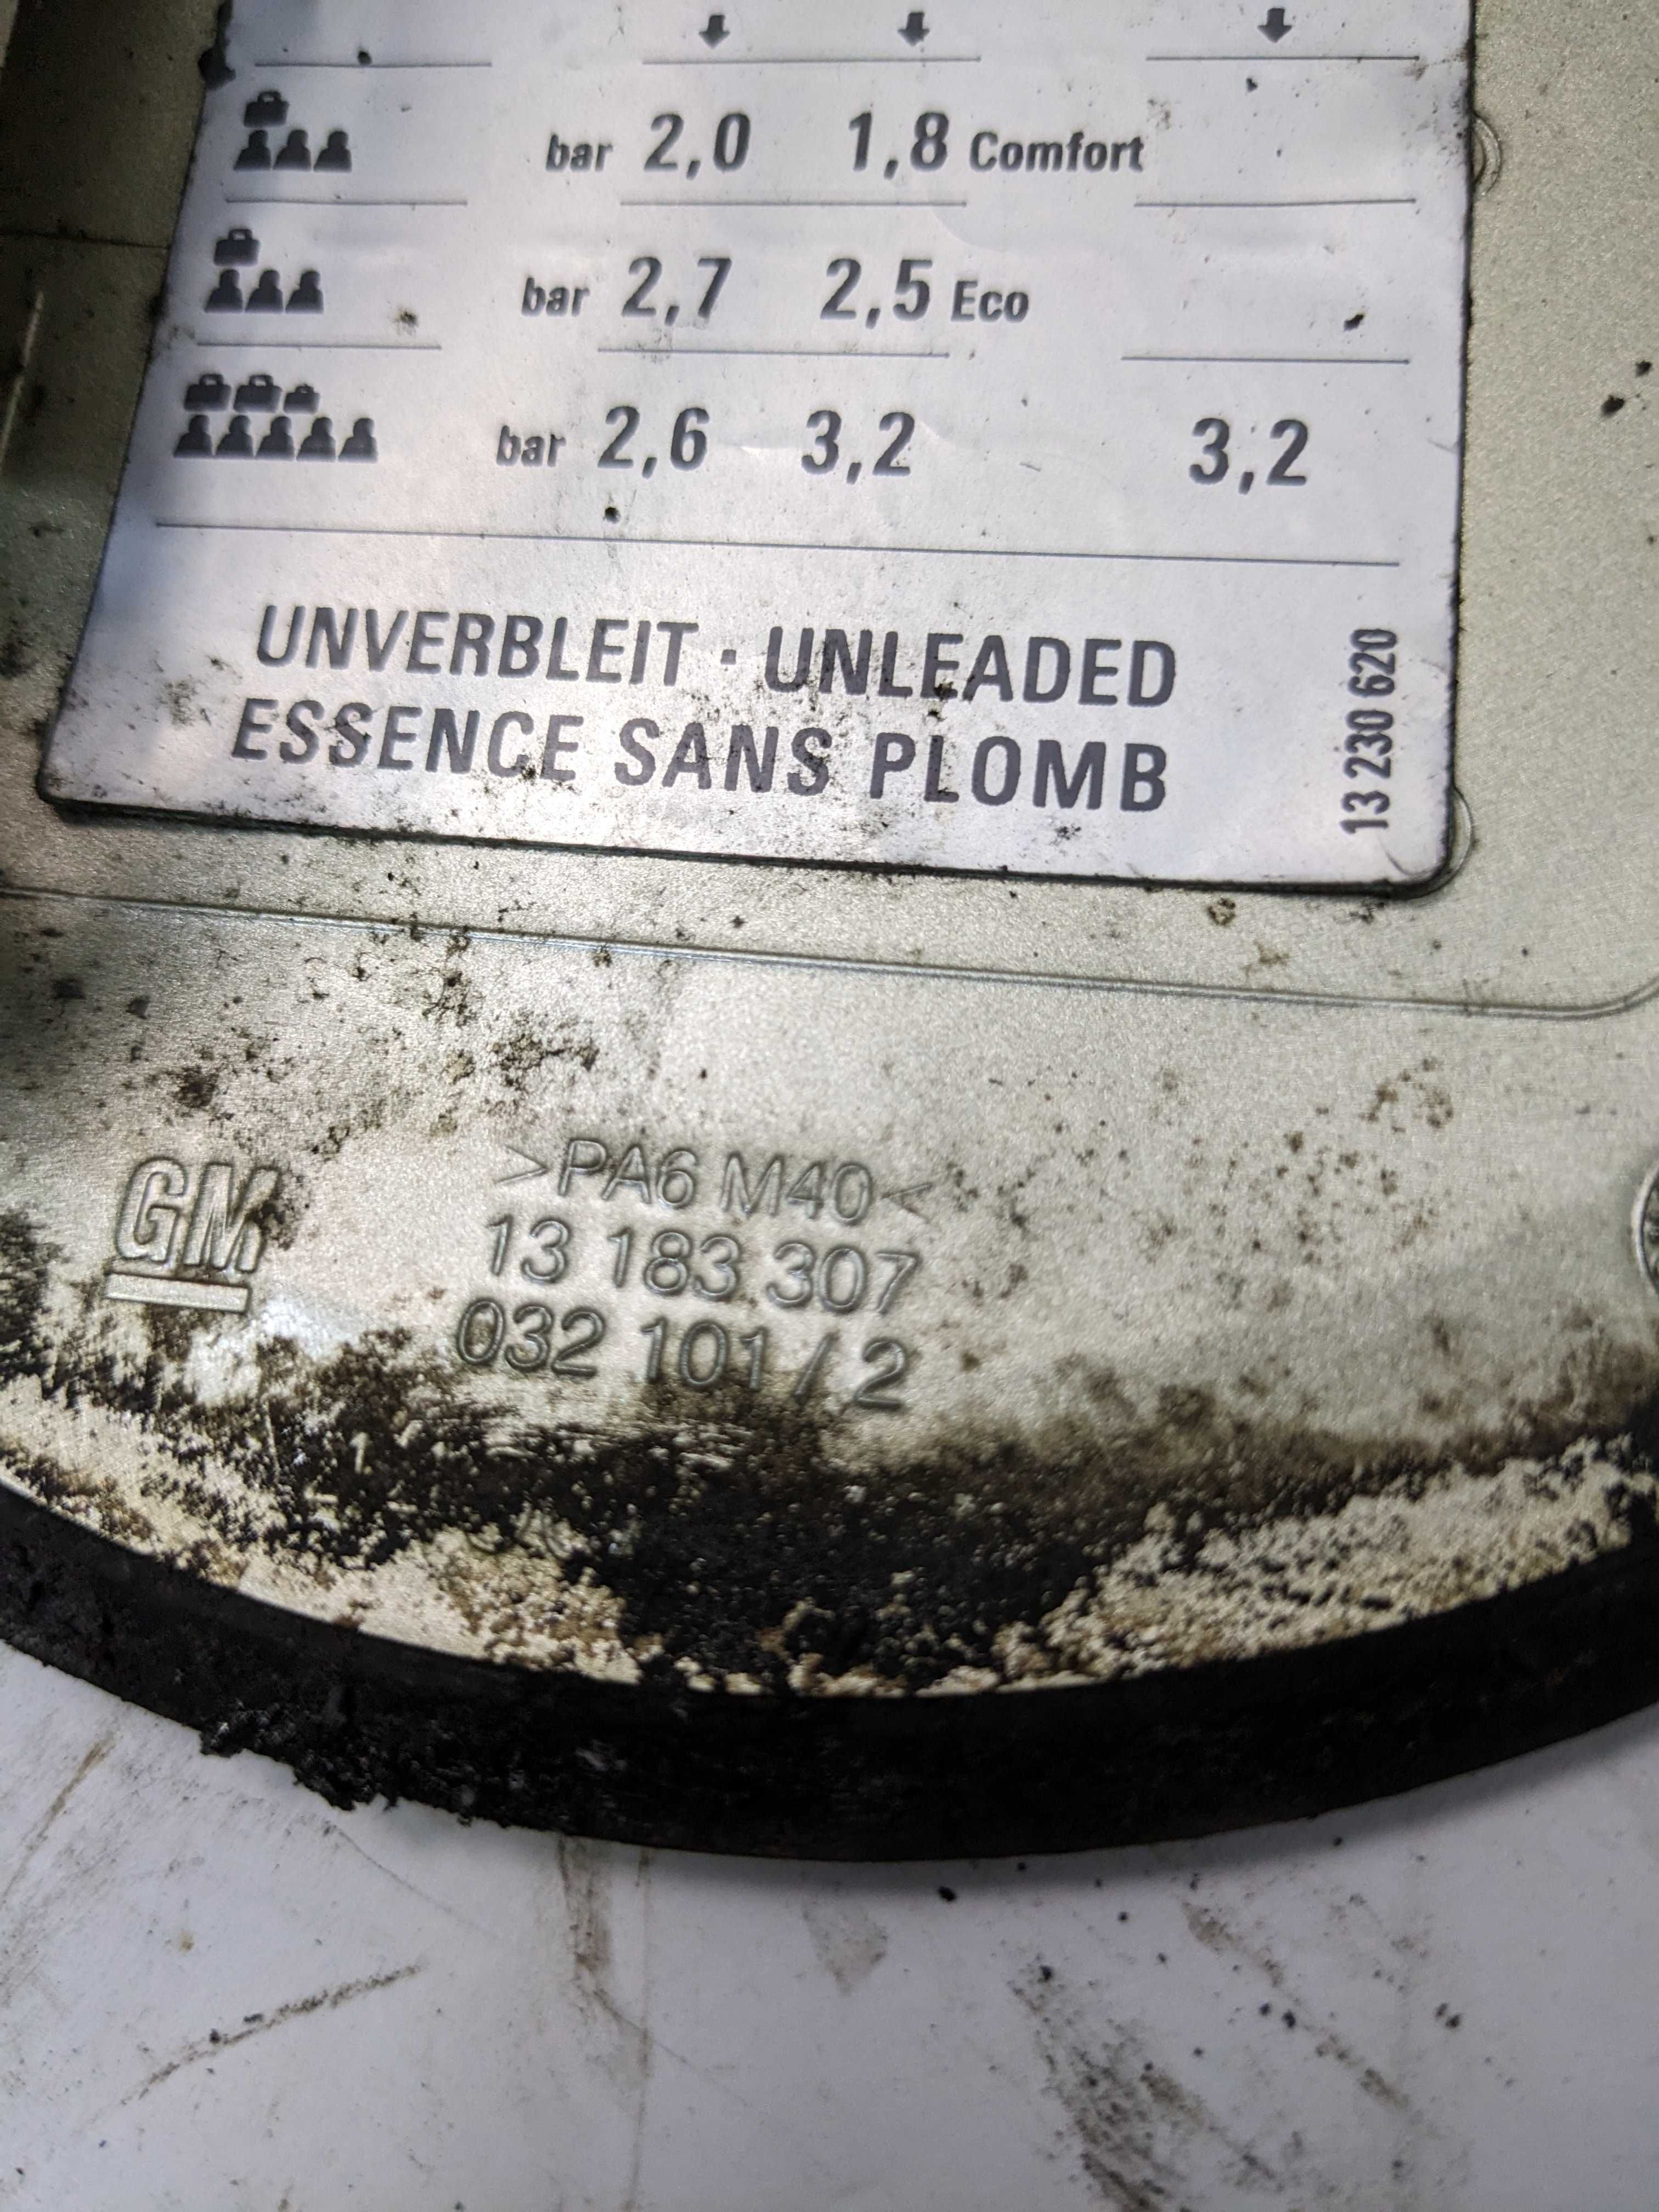 bar 2,0 1,8 Comfort
bar 2,7 2,5 Eco
bar 2,6 3,2 3,2
UNVERBLEIT · UNLEADED
ESSENCE SANS PLOMB
13 230 620
GM
>PA6 M40<
13 183 307
032 101 / 2